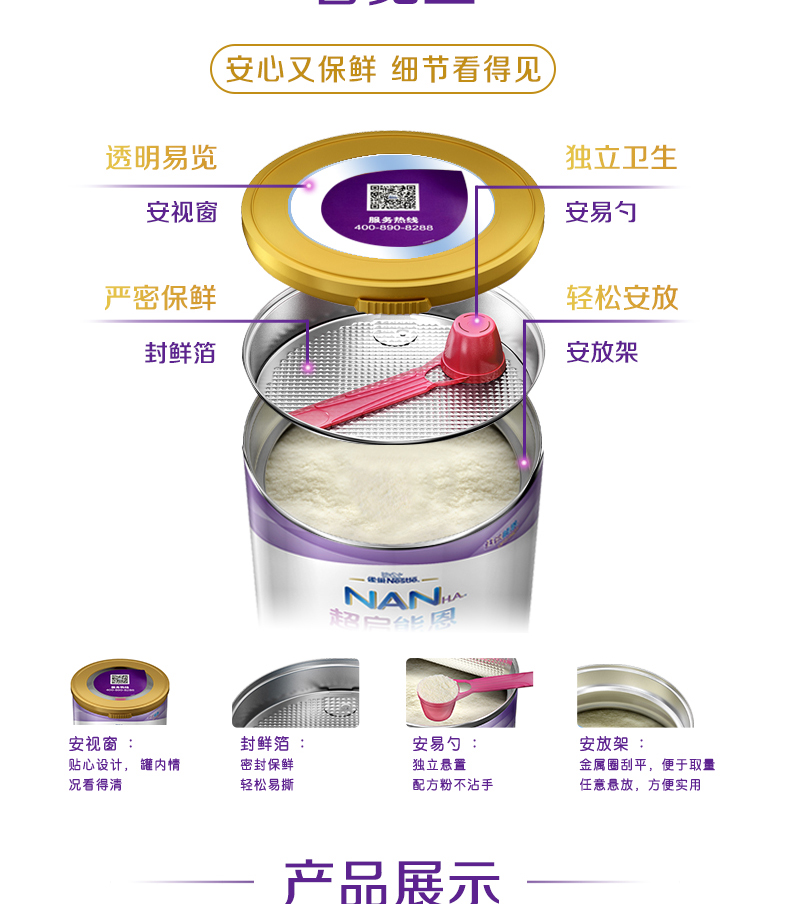 安心又保鲜 细节看得见
透明易览
安视窗
独立卫生
安易勺
服务热线
400-890-8288
严密保鲜
封鲜箔
轻松安放
安放架
雀巢Nestlé
NAN HA.
超启能恩
安视窗：
贴心设计， 罐内情
况看得清
封鲜箔：
密封保鲜
轻松易撕
安易勺：
独立悬置
配方粉不沾手
安放架：
金属圈刮平，便于取量
任意悬放，方便实用
产品展示